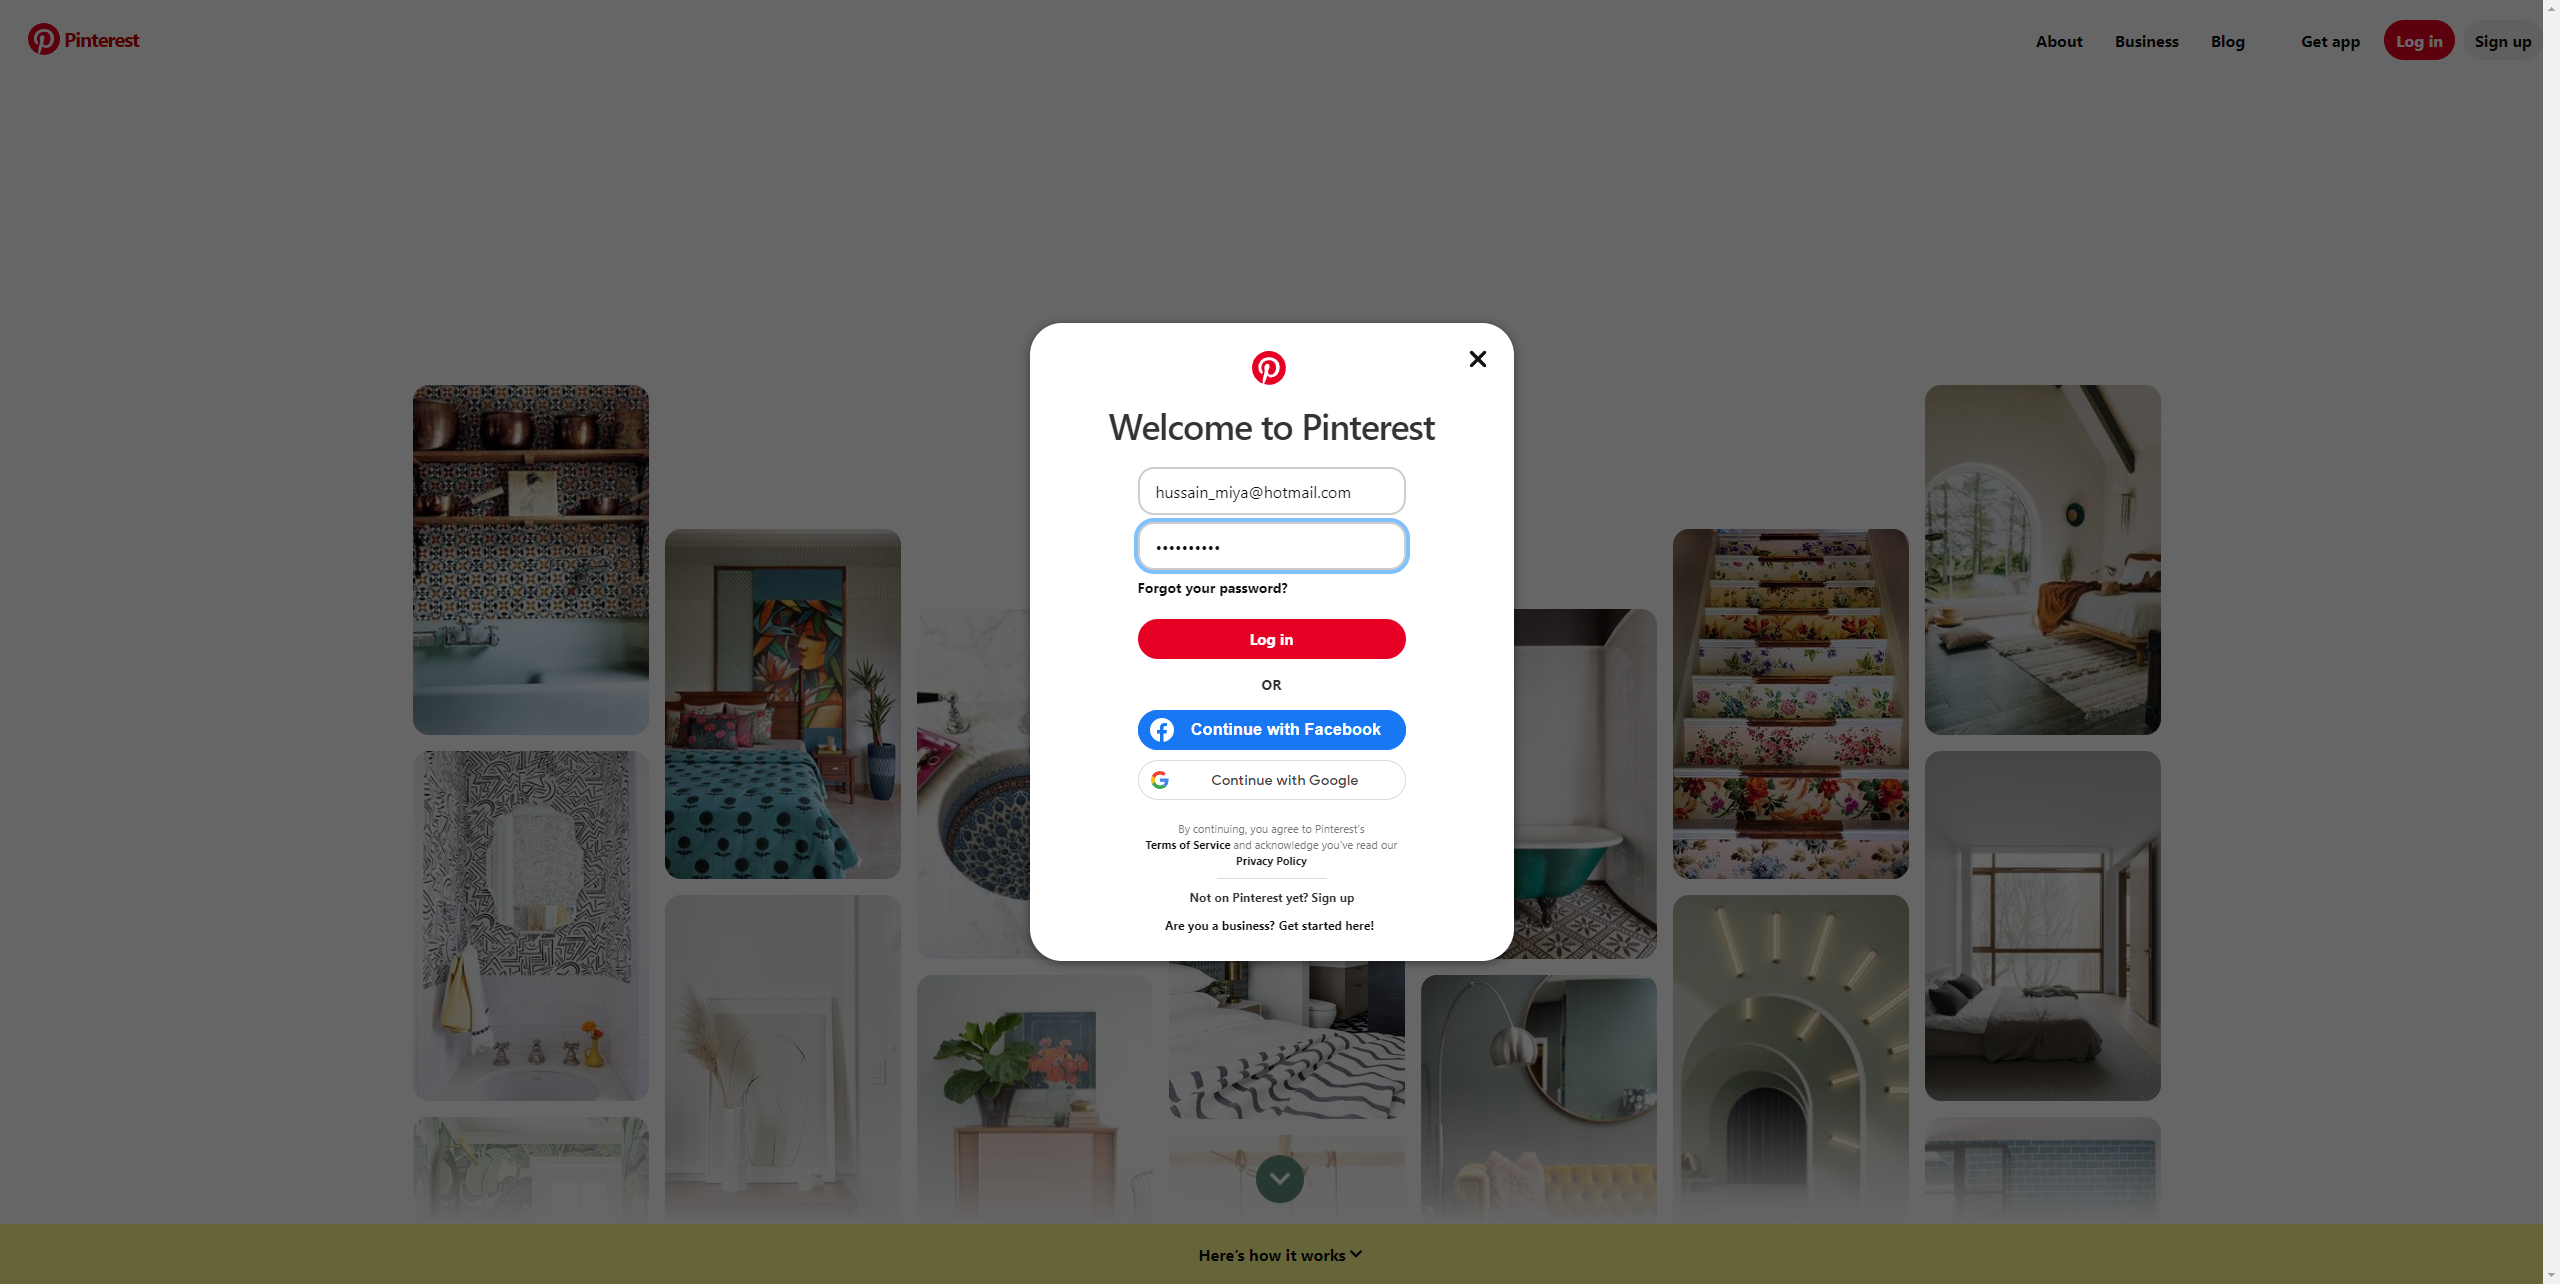 Pinterest
About
Business
Blog
Get app
Log in
Sign up
Welcome to Pinterest
hussain_miya@hotmail.com
••••••••••
Forgot your password?
Log in
OR
Continue with Facebook
Continue with Google
By continuing, you agree to Pinterest's
Terms of Service and acknowledge you've read our
Privacy Policy
Not on Pinterest yet? Sign up
Are you a business? Get started here!
Here's how it works